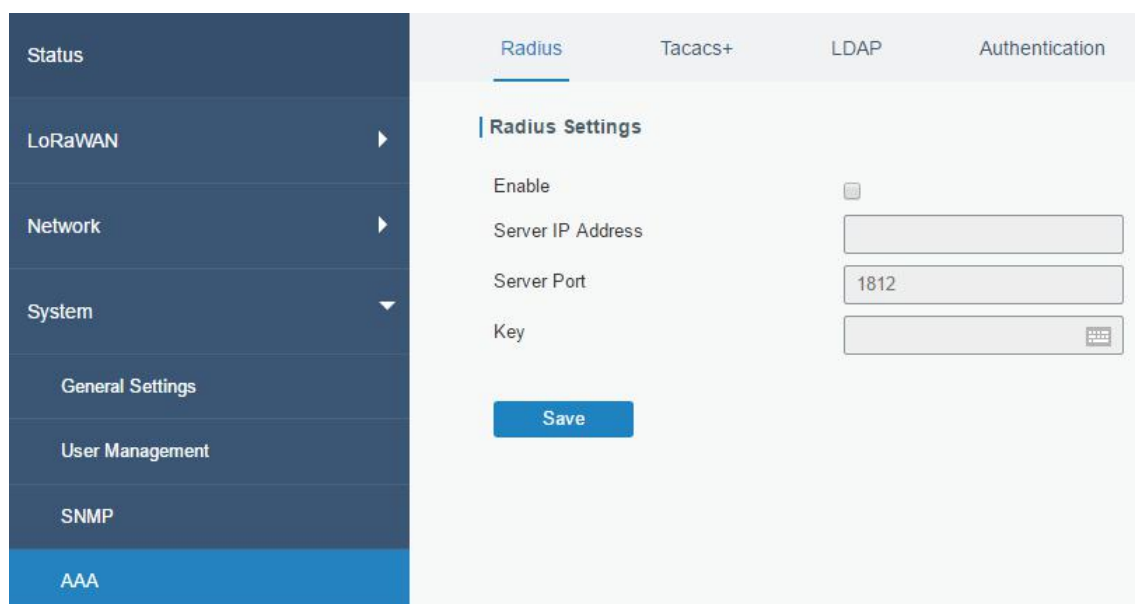 Status
LoRaWAN
Network
System
General Settings
User Management
SNMP
AAA
Radius Tacacs+ LDAP Authentication
Radius Settings
Enable
Server IP Address
Server Port 1812
Key
Save